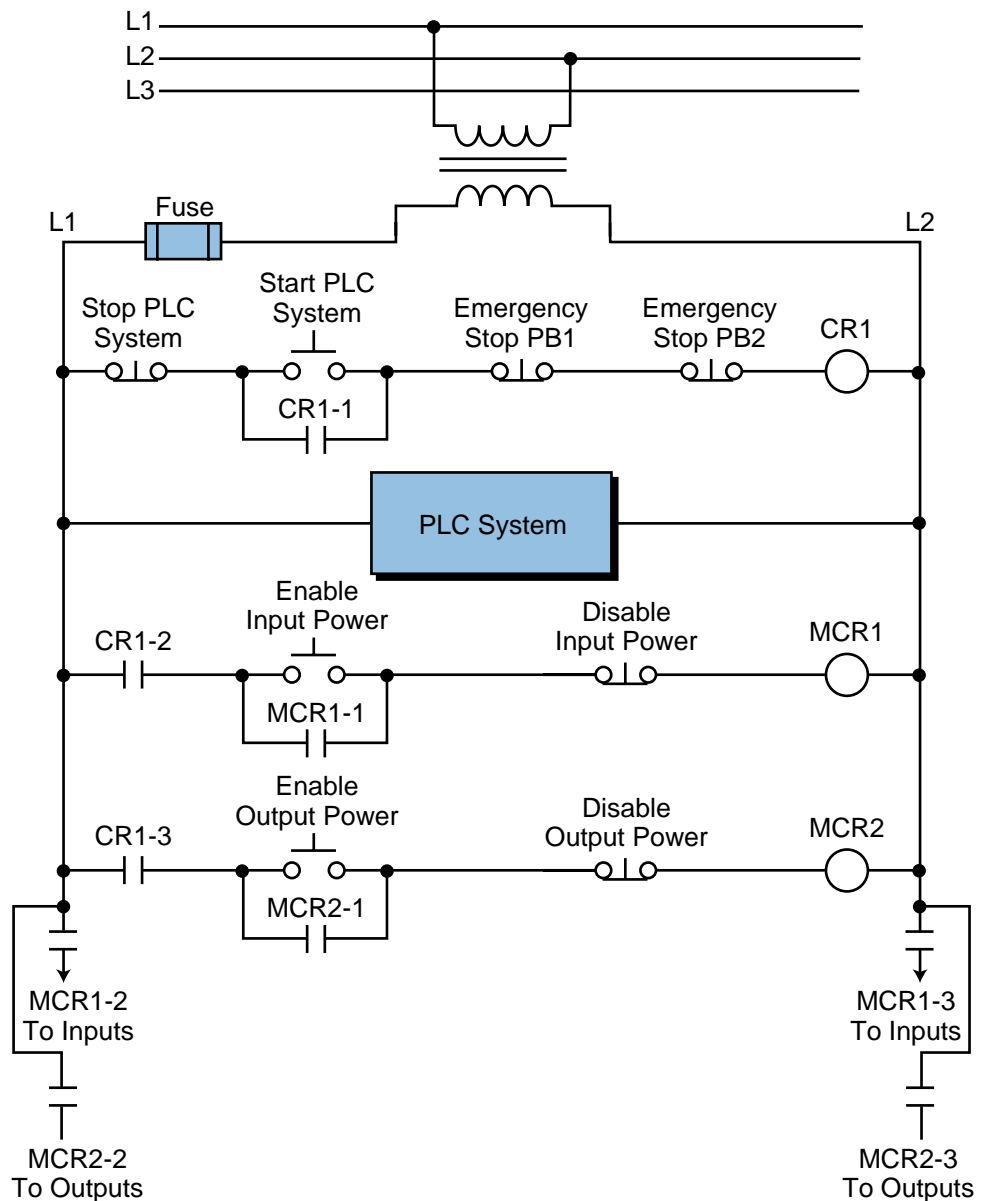 L1
L2
L3
Fuse
L1
L2
Stop PLC
System
Start PLC
System
Emergency
Stop PB1
Emergency
Stop PB2
CR1
CR1-1
PLC System
CR1-2
Enable
Input Power
Disable
Input Power
MCR1
MCR1-1
CR1-3
Enable
Output Power
Disable
Output Power
MCR2
MCR2-1
MCR1-2
To Inputs
MCR1-3
To Inputs
MCR2-2
To Outputs
MCR2-3
To Outputs